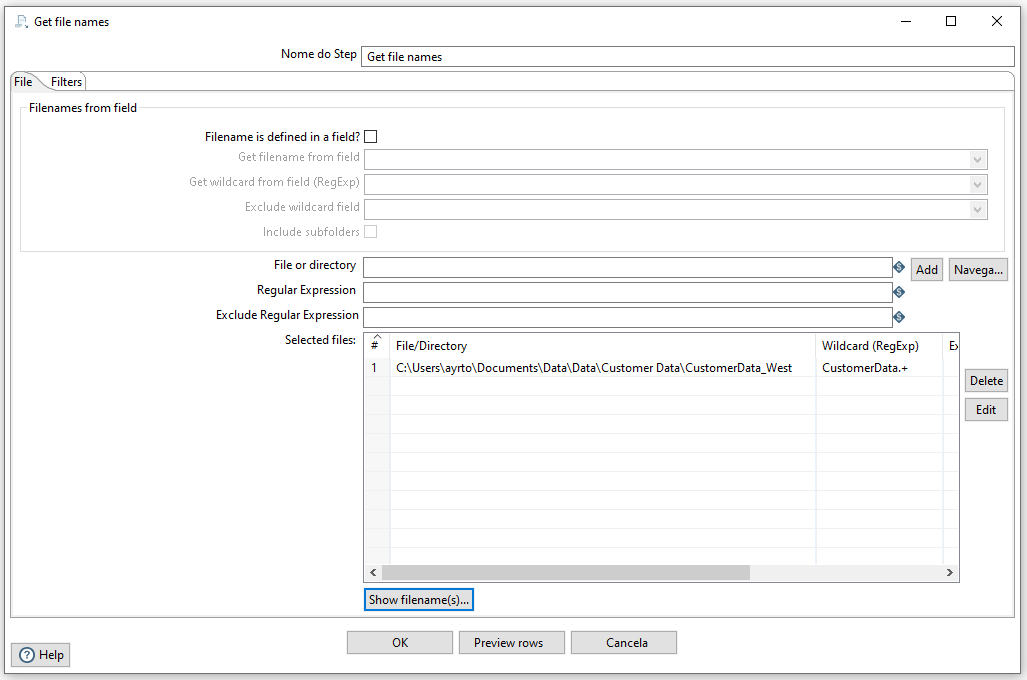 Get file names
Nome do Step Get file names
File Filters
Filenames from field
Filename is defined in a field?
Get filename from field
Get wildcard from field (RegExp)
Exclude wildcard field
Include subfolders
File or directory Add Navega...
Regular Expression
Exclude Regular Expression
Selected files: # File/Directory Wildcard (RegExp) Ex
1 C:\Users\ayrto\Documents\Data\Data\Customer Data\CustomerData_West CustomerData.+
Delete
Edit
Show filename(s)...
OK Preview rows Cancela
Help